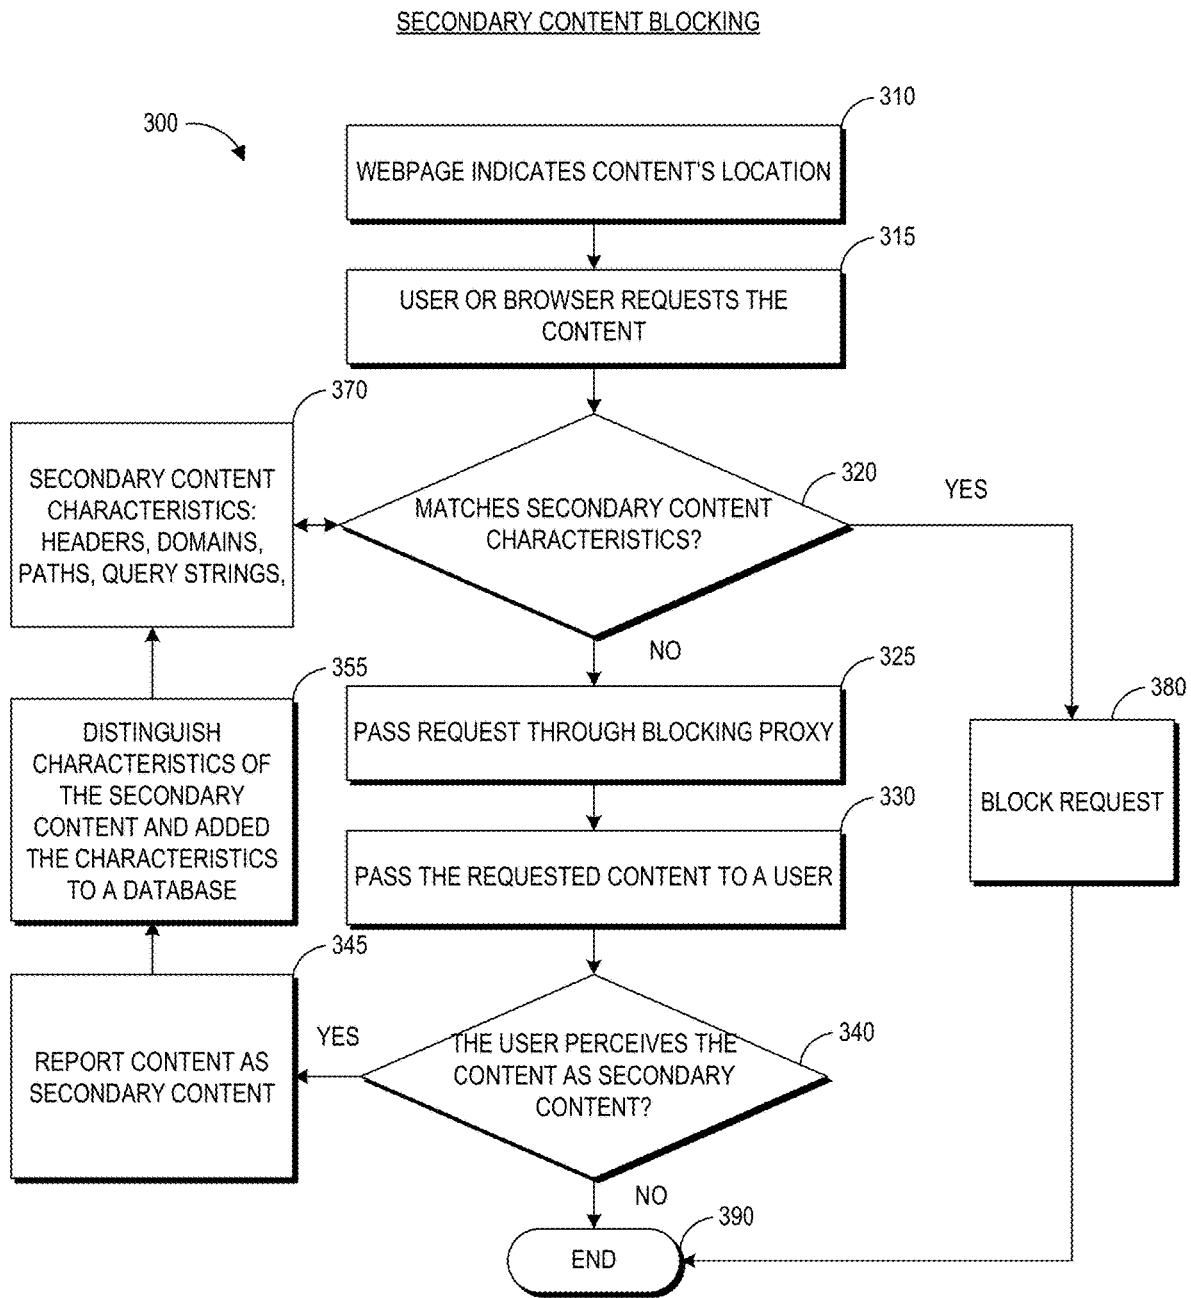 SECONDARY CONTENT BLOCKING
300
310
WEBPAGE INDICATES CONTENT'S LOCATION
315
USER OR BROWSER REQUESTS THE
CONTENT
370
SECONDARY CONTENT
CHARACTERISTICS:
HEADERS, DOMAINS,
PATHS, QUERY STRINGS,
320
MATCHES SECONDARY CONTENT
CHARACTERISTICS?
YES
NO
325
PASS REQUEST THROUGH BLOCKING PROXY
355
DISTINGUISH
CHARACTERISTICS OF
THE SECONDARY
CONTENT AND ADDED
THE CHARACTERISTICS
TO A DATABASE
380
BLOCK REQUEST
330
PASS THE REQUESTED CONTENT TO A USER
345
REPORT CONTENT AS
SECONDARY CONTENT
YES
340
THE USER PERCEIVES THE
CONTENT AS SECONDARY
CONTENT?
NO
390
END